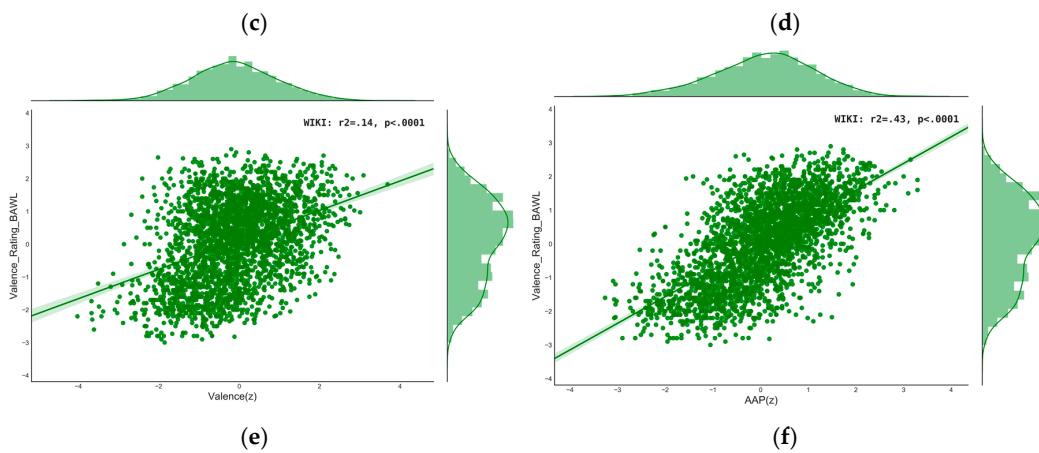 (c) (d)
WIKI: r2=.14, p<.0001
4
3
2
1
0
−1
−2
−3
−4
Valence_Rating_BAWL
−4 −2 0 2 4
Valence(z)
WIKI: r2=.43, p<.0001
4
3
2
1
0
−1
−2
−3
−4
Valence_Rating_BAWL
−4 −3 −2 −1 0 1 2 3 4
AAP(z)
(e) (f)